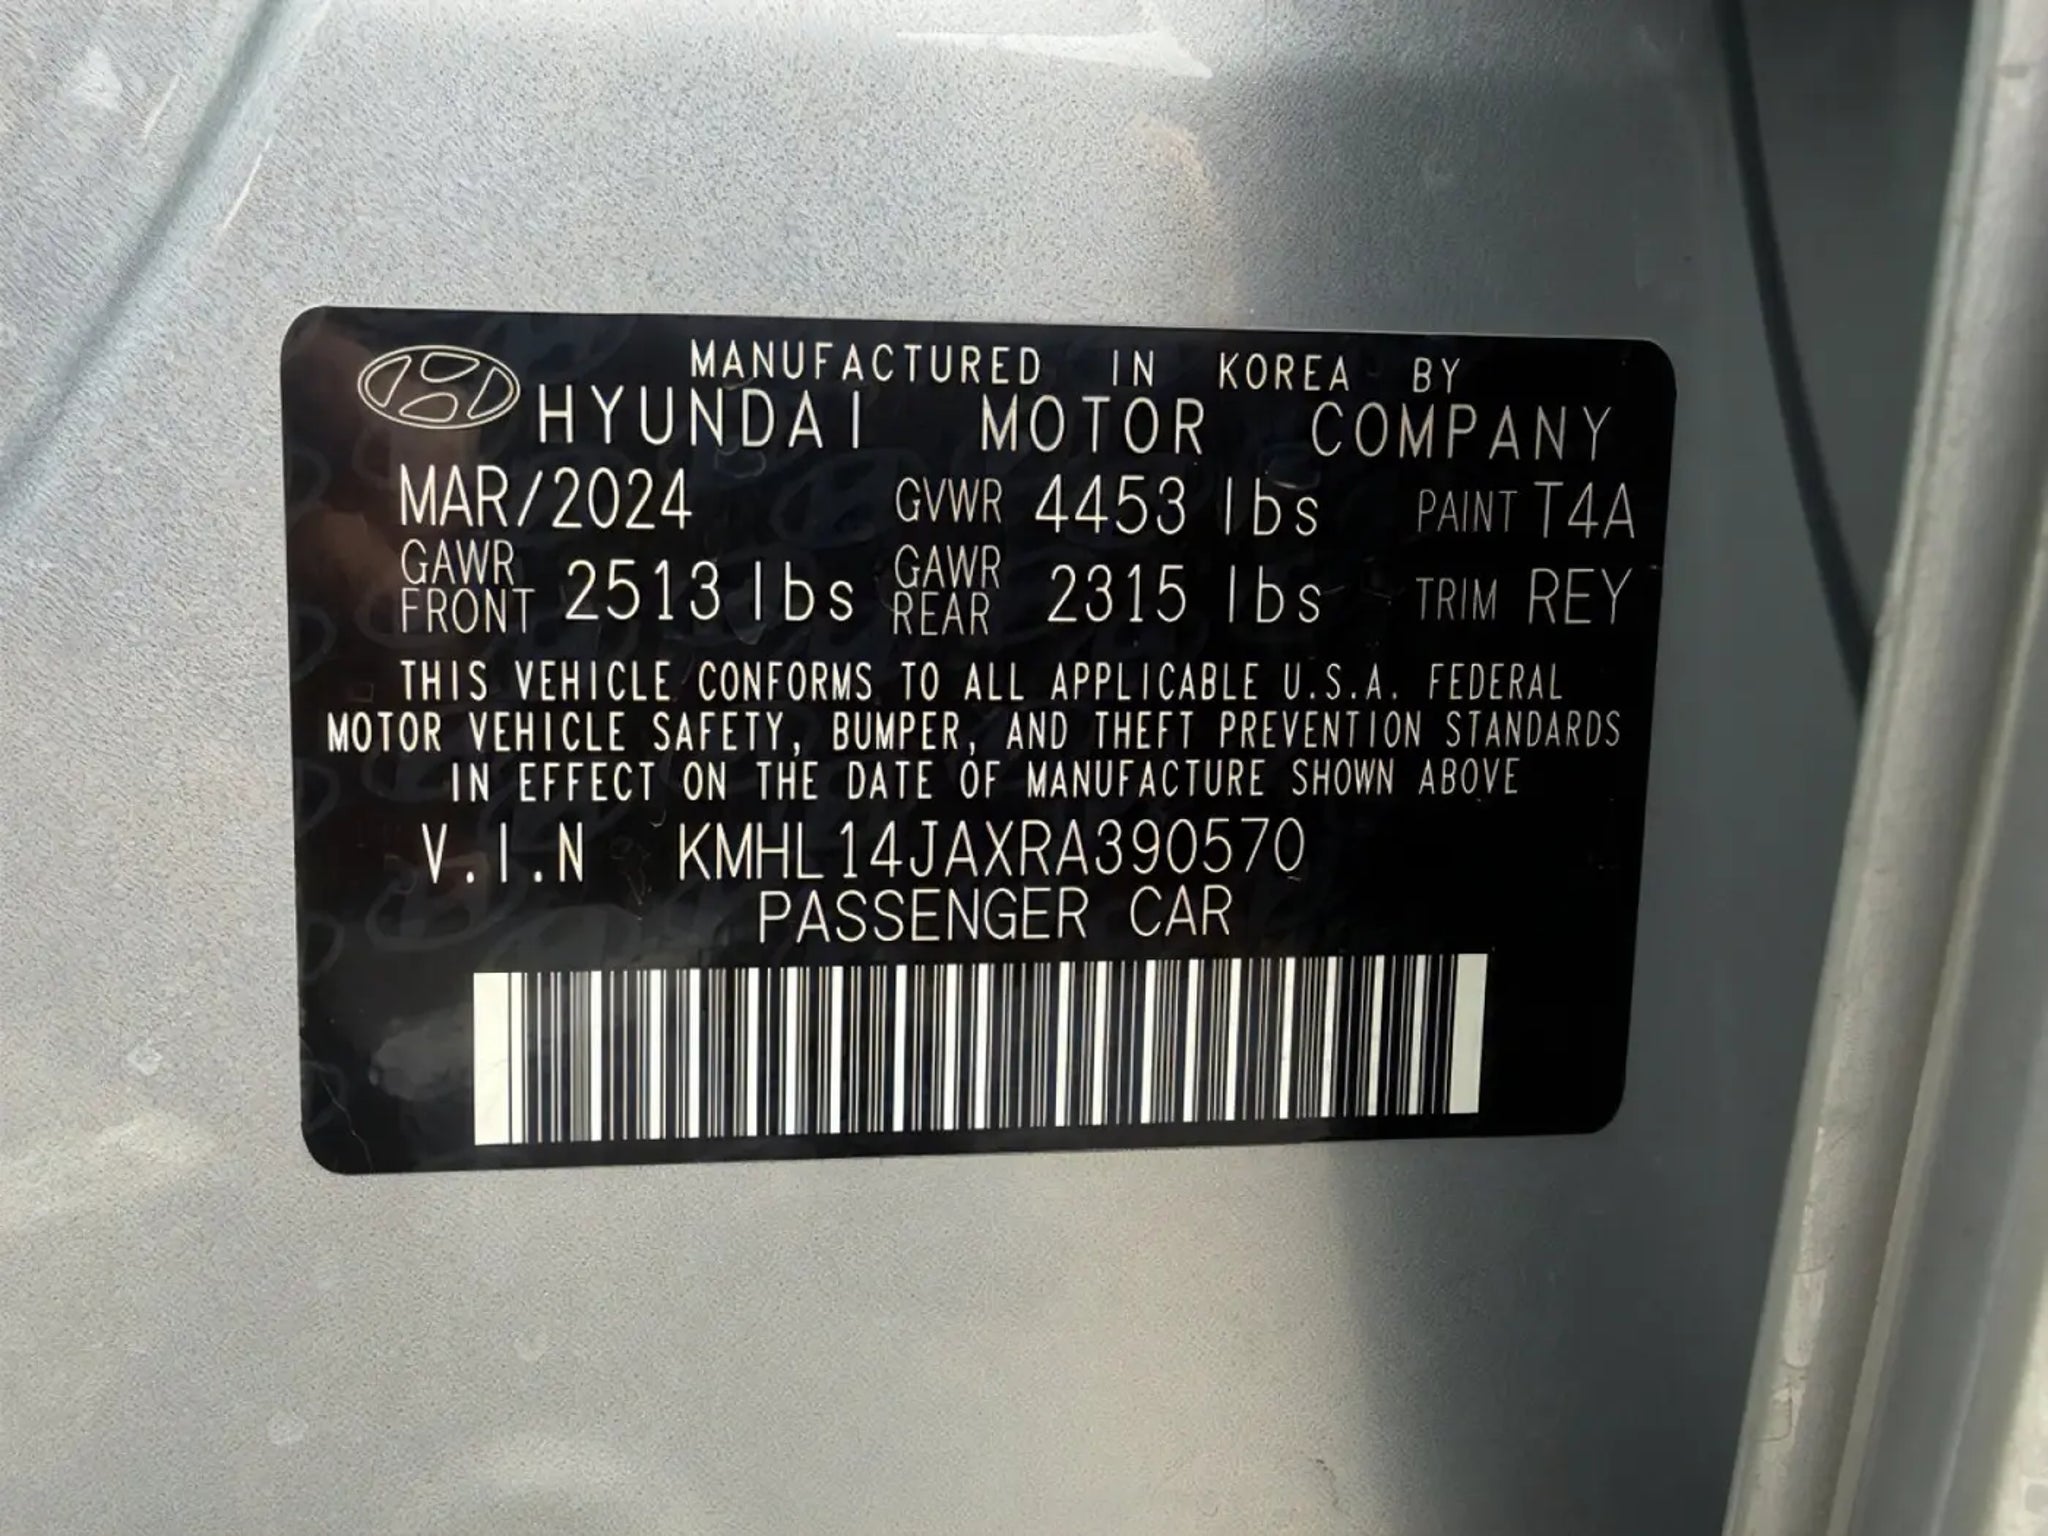 MANUFACTURED IN KOREA BY
HYUNDAI MOTOR COMPANY
MAR/2024 GVWR 4453 lbs PAINT T4A
GAWR FRONT 2513 lbs GAWR REAR 2315 lbs TRIM REY
THIS VEHICLE CONFORMS TO ALL APPLICABLE U.S.A. FEDERAL
MOTOR VEHICLE SAFETY, BUMPER, AND THEFT PREVENTION STANDARDS
IN EFFECT ON THE DATE OF MANUFACTURE SHOWN ABOVE
V.I.N KMHL14JAXRA390570
PASSENGER CAR